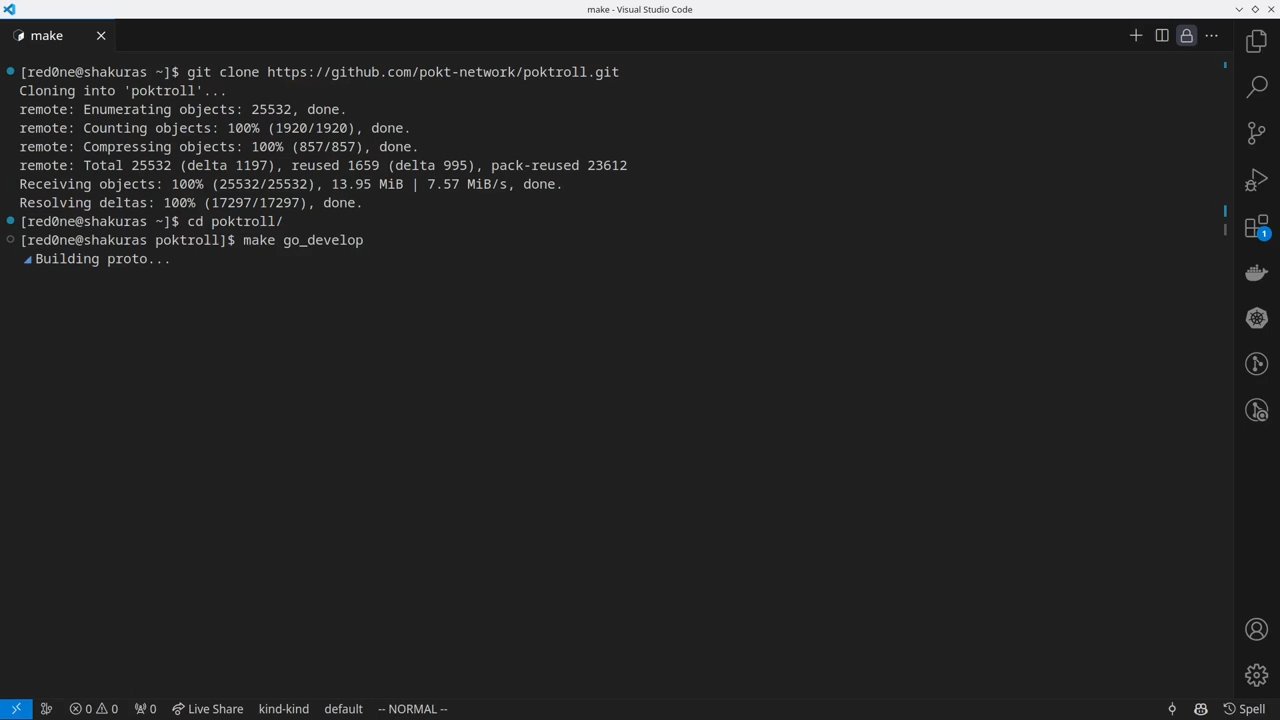 make - Visual Studio Code
make
[red0ne@shakuras ~]$ git clone https://github.com/pokt-network/poktroll.git
Cloning into 'poktroll'...
remote: Enumerating objects: 25532, done.
remote: Counting objects: 100% (1920/1920), done.
remote: Compressing objects: 100% (857/857), done.
remote: Total 25532 (delta 1197), reused 1659 (delta 995), pack-reused 23612
Receiving objects: 100% (25532/25532), 13.95 MiB | 7.57 MiB/s, done.
Resolving deltas: 100% (17297/17297), done.
[red0ne@shakuras ~]$ cd poktroll/
[red0ne@shakuras poktroll]$ make go_develop
Building proto...
1
0 0 0 Live Share kind-kind default -- NORMAL -- Spell